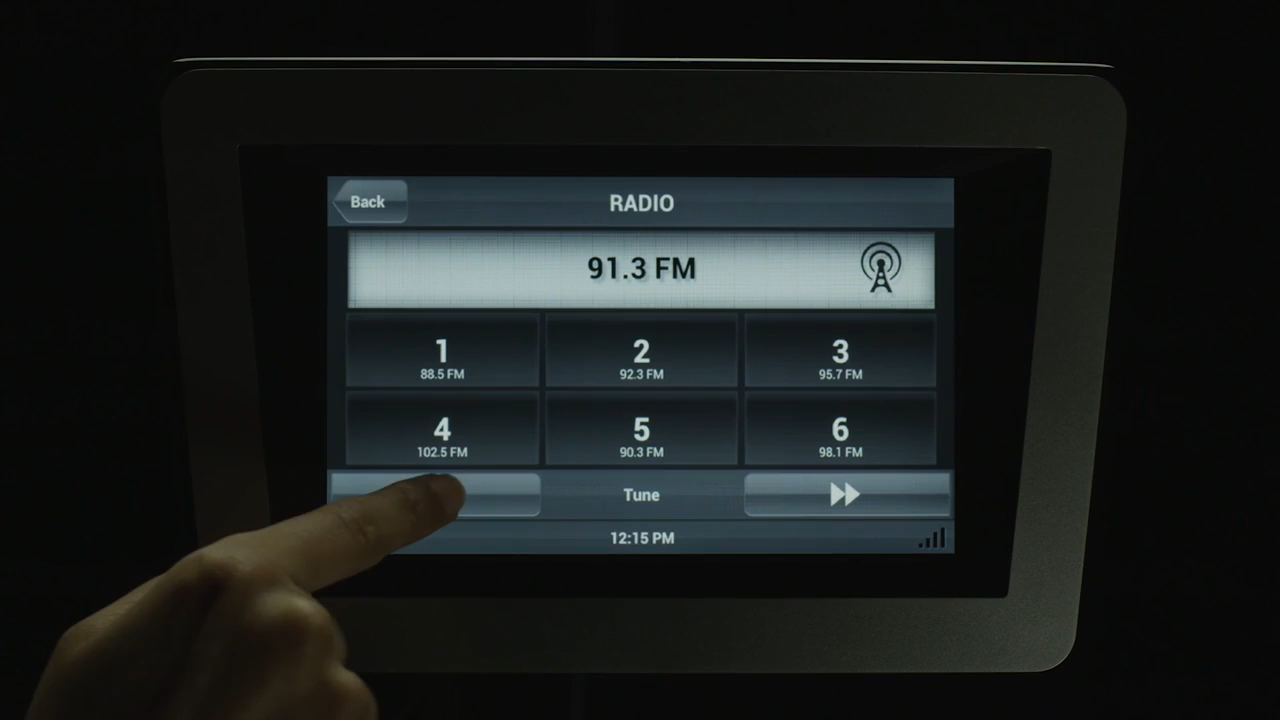 Back
RADIO
91.3 FM
1
88.5 FM
2
92.3 FM
3
95.7 FM
4
102.5 FM
5
90.3 FM
6
98.1 FM
Tune
12:15 PM